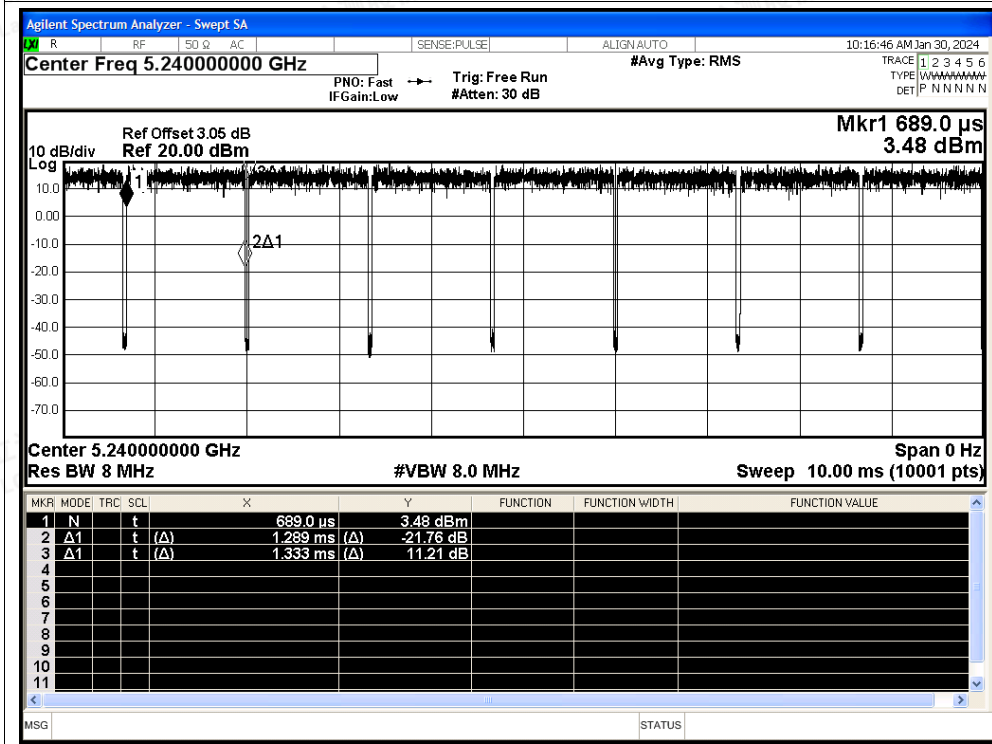 Agilent Spectrum Analyzer - Swept SA
LXI R RF 50 Ω AC SENSE:PULSE ALIGN AUTO 10:16:46 AM Jan 30, 2024
Center Freq 5.240000000 GHz
PNO: Fast
IFGain:Low
Trig: Free Run
#Atten: 30 dB
#Avg Type: RMS
TRACE 1 2 3 4 5 6
TYPE W
DET P N N N N N
Mkr1 689.0 µs
3.48 dBm
Ref Offset 3.05 dB
10 dB/div Ref 20.00 dBm
Log
10.0
0.00
-10.0
-20.0
-30.0
-40.0
-50.0
-60.0
-70.0
1
3Δ1
2Δ1
Center 5.240000000 GHz Span 0 Hz
Res BW 8 MHz #VBW 8.0 MHz Sweep 10.00 ms (10001 pts)
MKR MODE TRC SCL X Y FUNCTION FUNCTION WIDTH FUNCTION VALUE
1 N t 689.0 µs 3.48 dBm
2 Δ1 t (Δ) 1.289 ms (Δ) -21.76 dB
3 Δ1 t (Δ) 1.333 ms (Δ) 11.21 dB
4
5
6
7
8
9
10
11
MSG STATUS